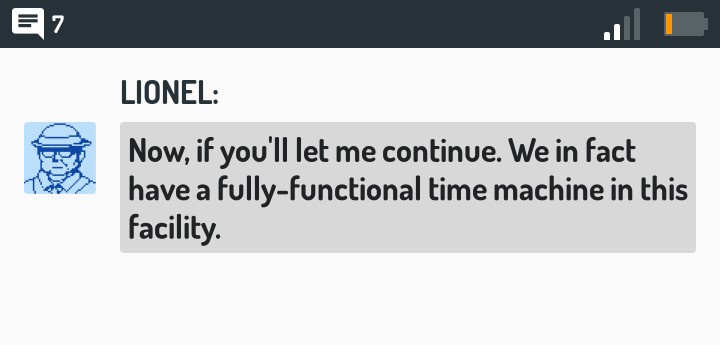 7
LIONEL:
Now, if you'll let me continue. We in fact
have a fully-functional time machine in this
facility.